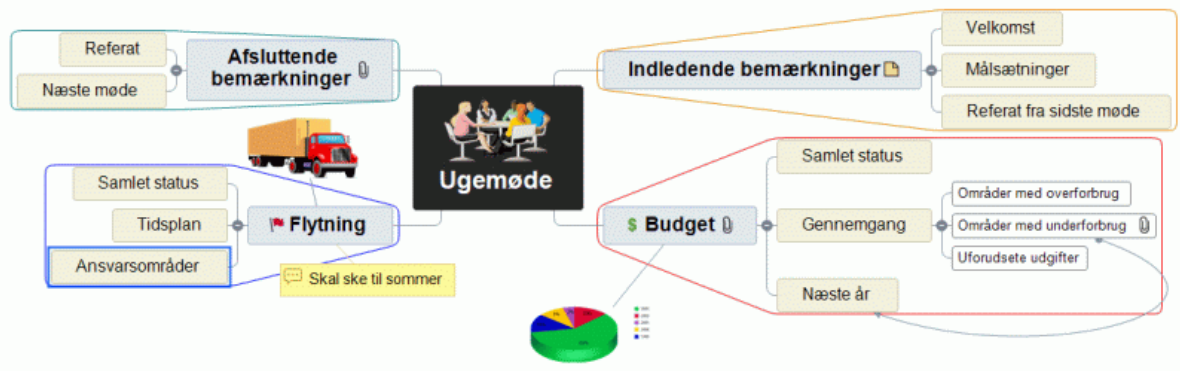 Ugemøde
Indledende bemærkninger
Velkomst
Målsætninger
Referat fra sidste møde
$ Budget
Samlet status
Gennemgang
Områder med overforbrug
Områder med underforbrug
Uforudsete udgifter
Næste år
Flytning
Samlet status
Tidsplan
Ansvarsområder
Skal ske til sommer
Afsluttende
bemærkninger
Referat
Næste møde